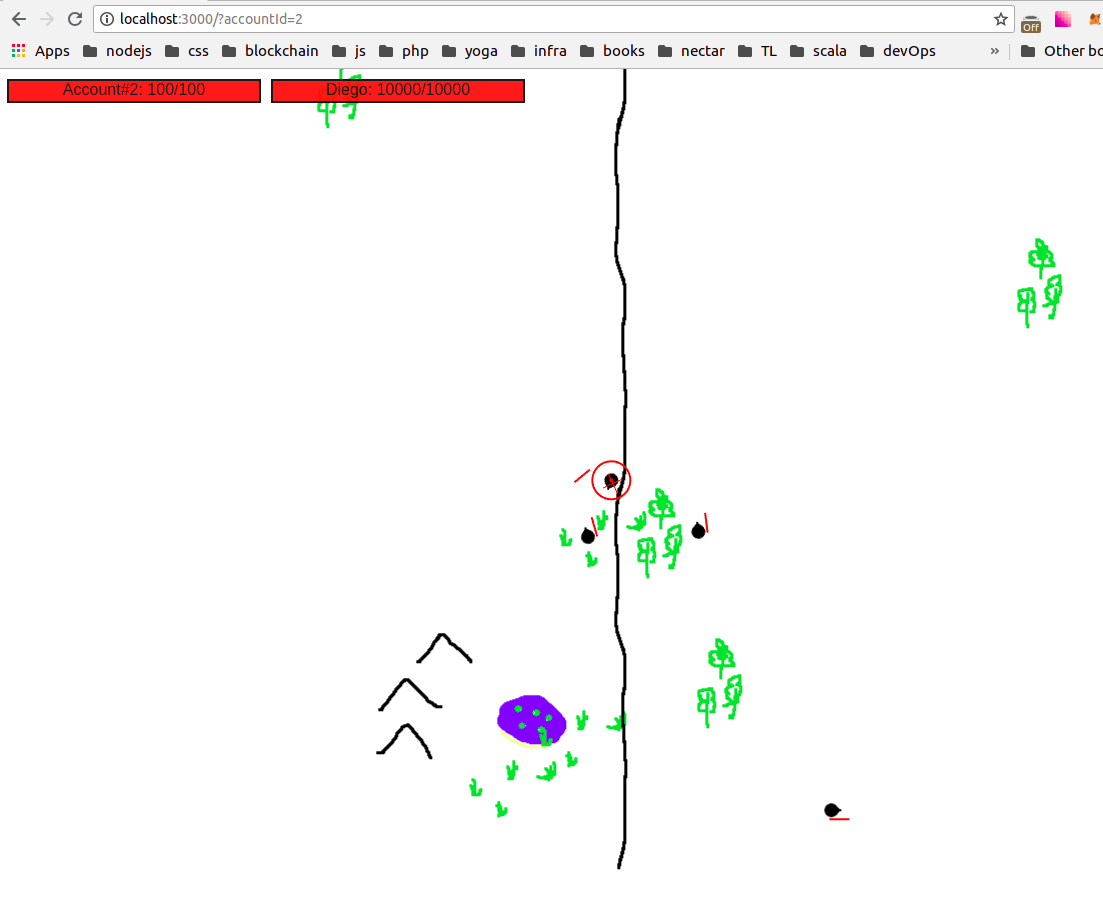 localhost:3000/?accountId=2
Off
Apps nodejs css blockchain js php yoga infra books nectar TL scala devOps » Other bo
Account#2: 100/100 Diego: 10000/10000